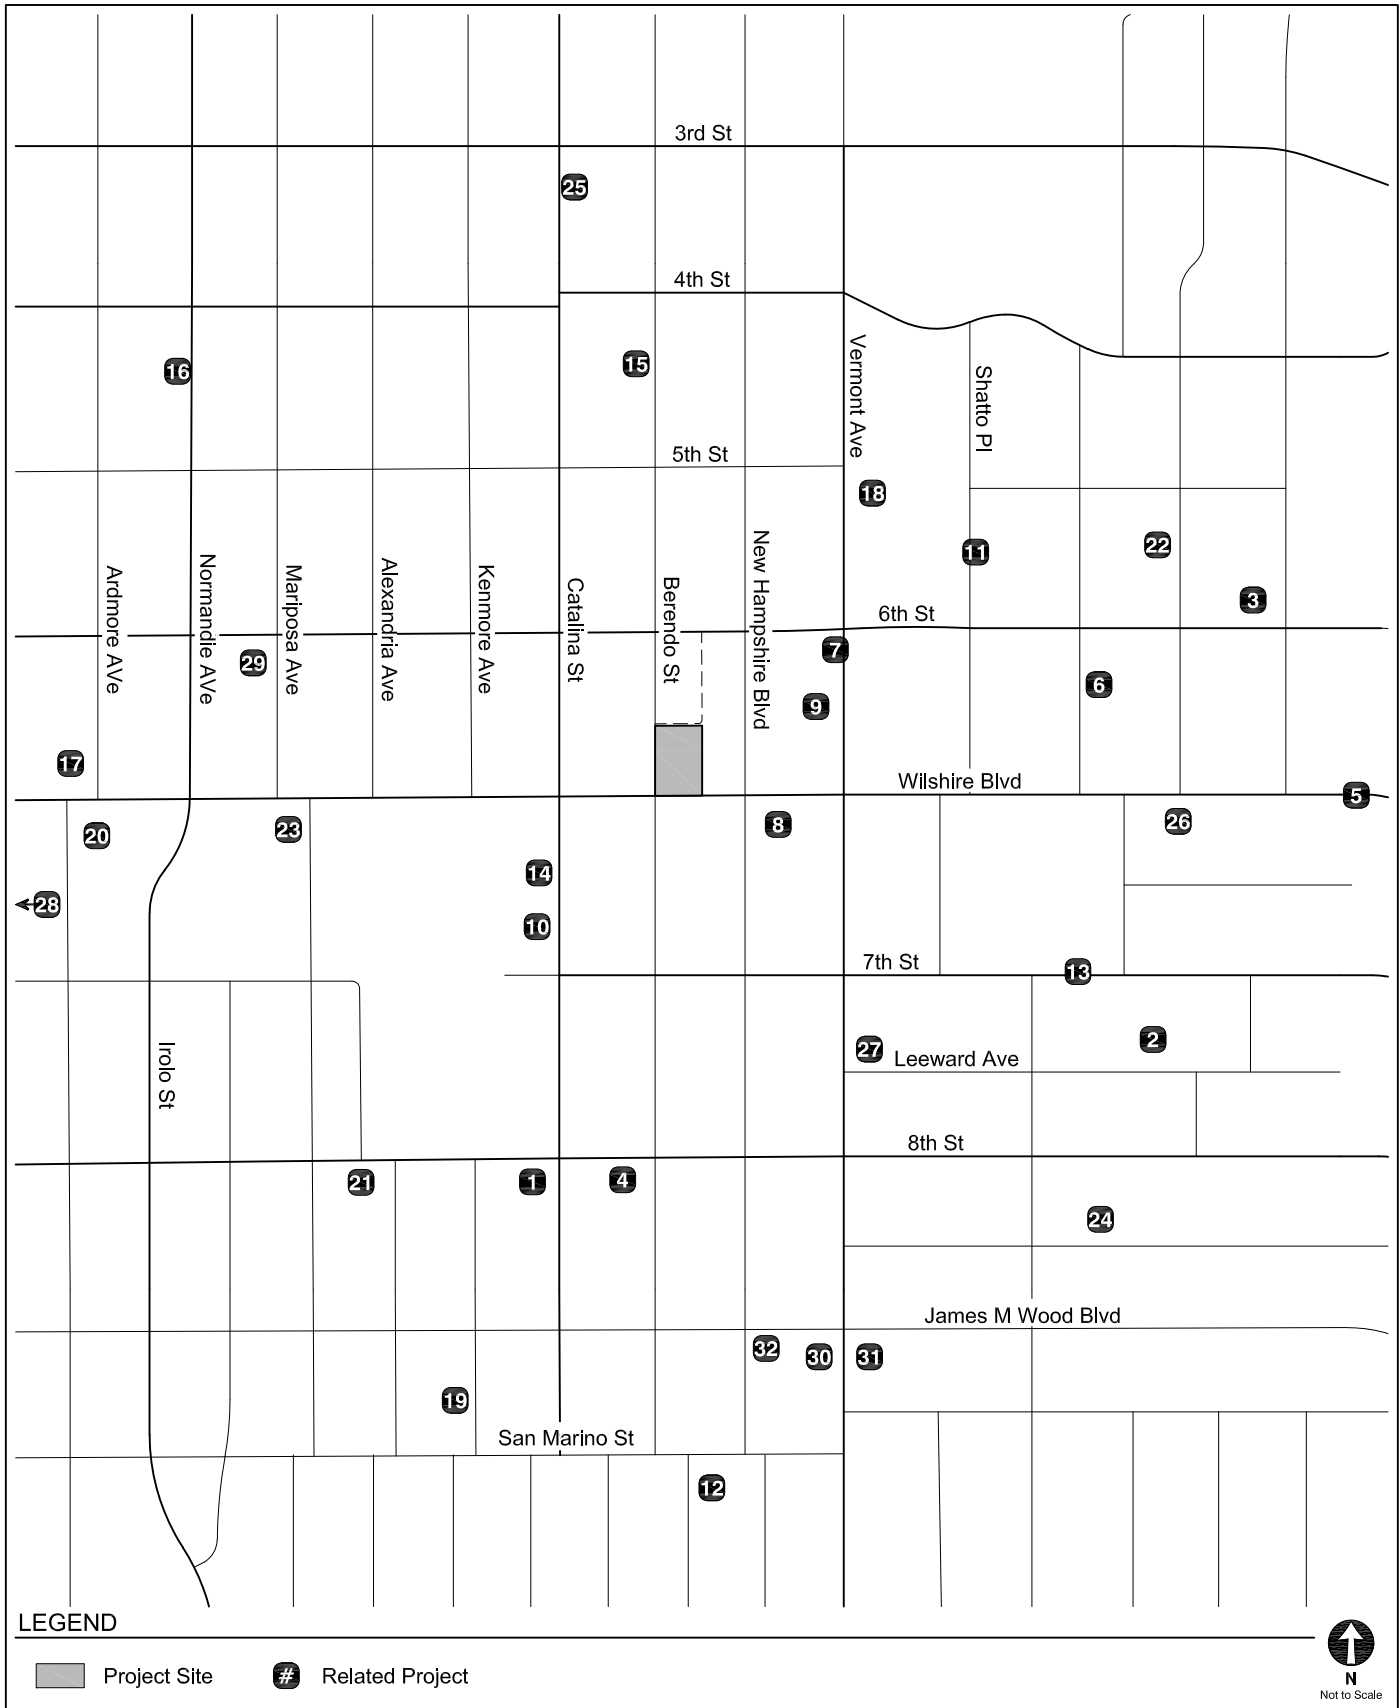 3rd St
25
4th St
16
15
Vermont Ave
Shatto Pl
5th St
18
11
22
3
Ardmore AVe
Normandie AVe
Mariposa Ave
Alexandria Ave
Kenmore Ave
Catalina St
Berendo St
New Hampshire Blvd
6th St
29
7
6
9
17
Wilshire Blvd
5
20
23
8
26
14
28
10
7th St
13
Irolo St
27
Leeward Ave
2
8th St
21
1
4
24
James M Wood Blvd
32
30
31
19
San Marino St
12
LEGEND
Project Site
# Related Project
N
Not to Scale